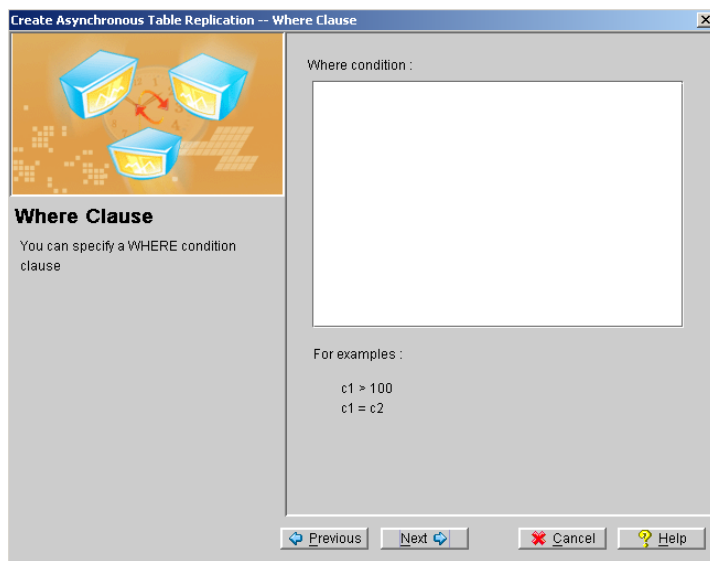 Create Asynchronous Table Replication -- Where Clause
Where condition :
Where Clause
You can specify a WHERE condition
clause
For examples :
c1 > 100
c1 = c2
Previous
Next
Cancel
Help